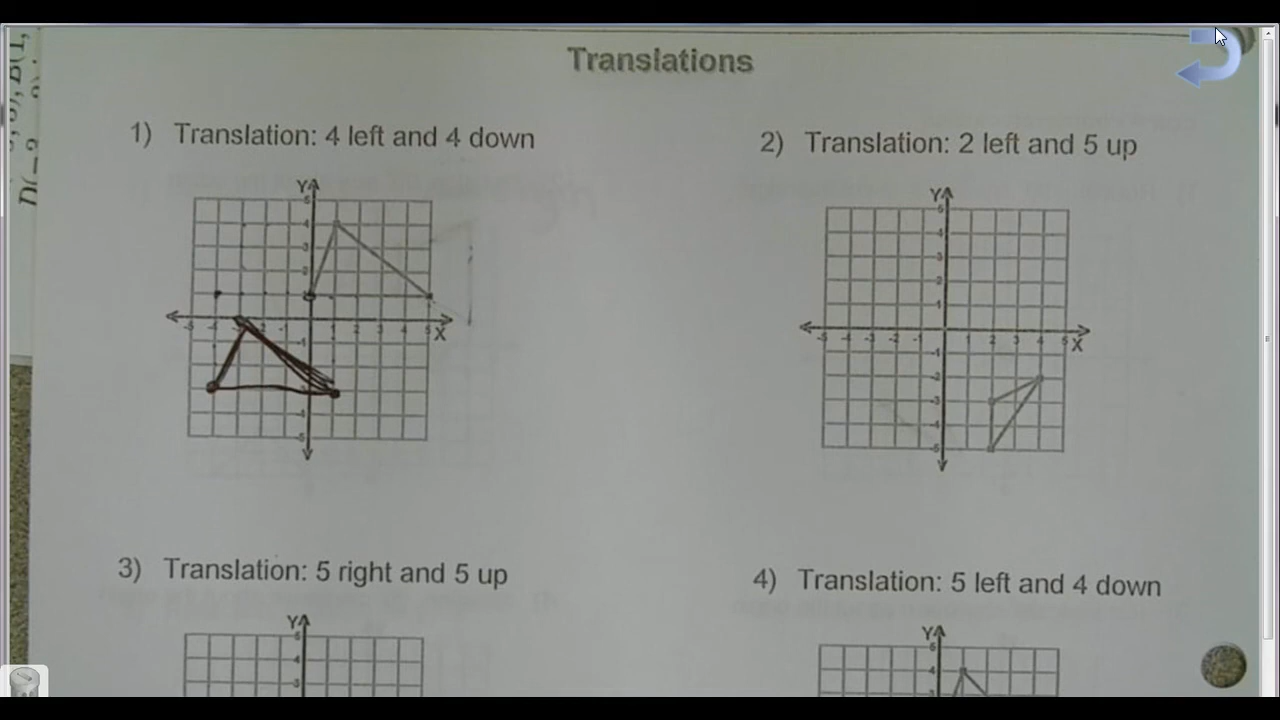 Translations
1) Translation: 4 left and 4 down
2) Translation: 2 left and 5 up
Y
X
Y
X
3) Translation: 5 right and 5 up
4) Translation: 5 left and 4 down
Y
Y